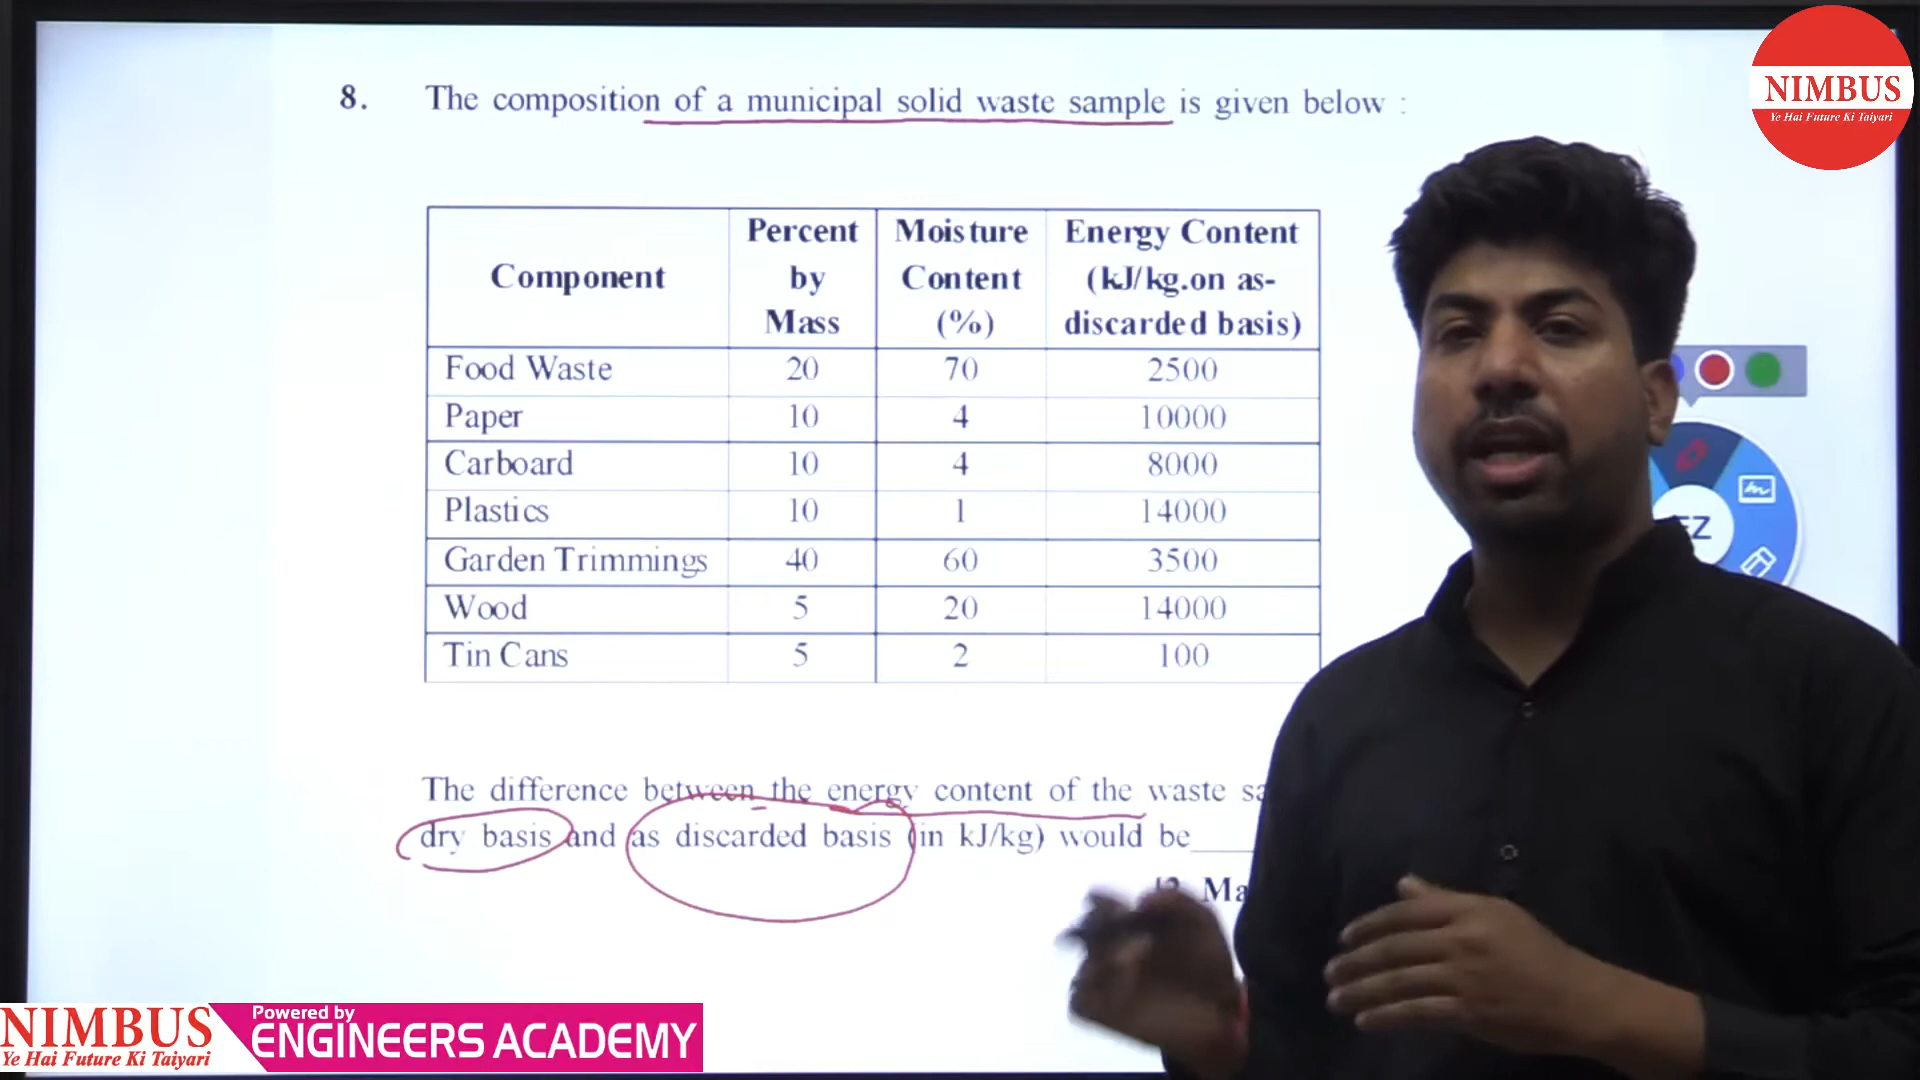 8. The composition of a municipal solid waste sample is given below :
Component
Percent
by
Mass
Moisture
Content
(%)
Energy Content
(kJ/kg.on as-
discarded basis)
Food Waste 20 70 2500
Paper 10 4 10000
Carboard 10 4 8000
Plastics 10 1 14000
Garden Trimmings 40 60 3500
Wood 5 20 14000
Tin Cans 5 2 100
The difference between the energy content of the waste
dry basis and as discarded basis (in kJ/kg) would be____
NIMBUS
Ye Hai Future Ki Taiyari
NIMBUS
Ye Hai Future Ki Taiyari
Powered by
ENGINEERS ACADEMY